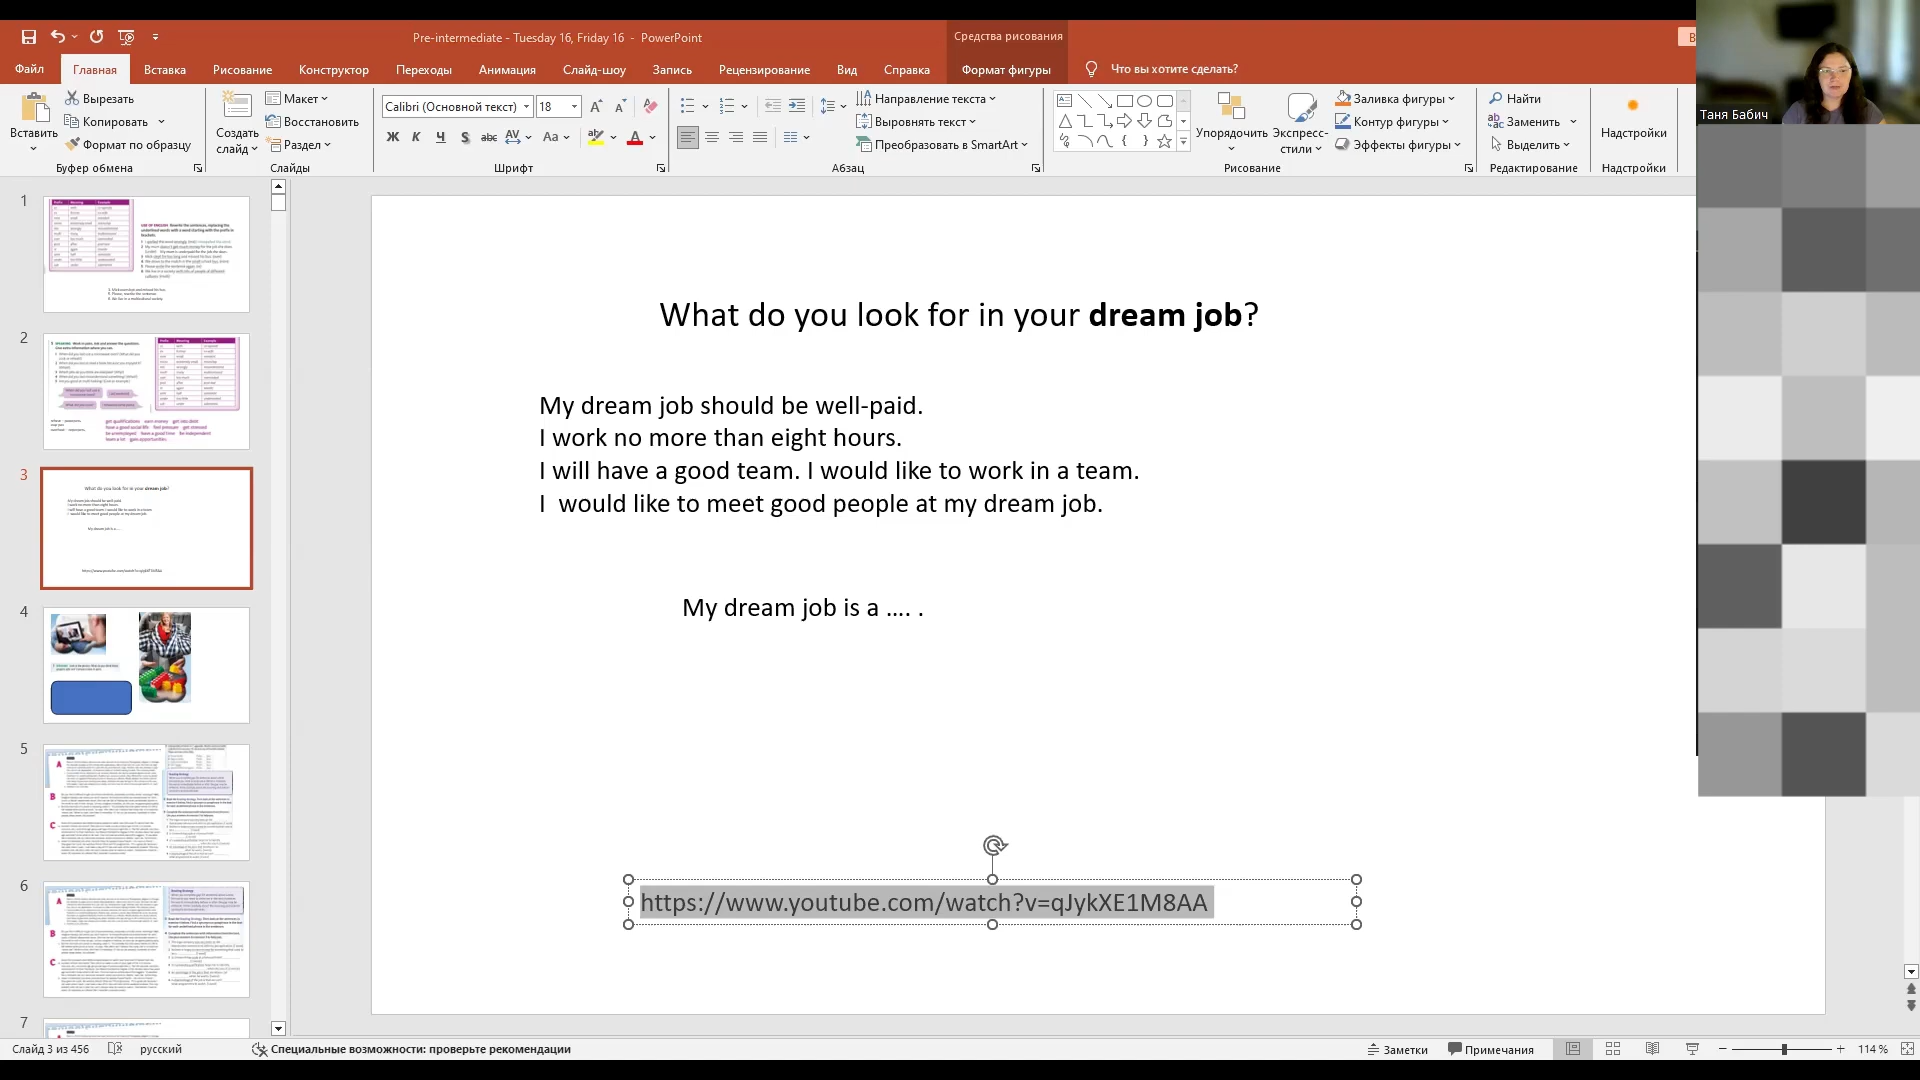 Pre-intermediate - Tuesday 16, Friday 16 - PowerPoint
Средства рисования
Файл Главная Вставка Рисование Конструктор Переходы Анимация Слайд-шоу Запись Рецензирование Вид Справка Формат фигуры Что вы хотите сделать?
Таня Бабич
Вставить
Вырезать
Копировать
Формат по образцу
Буфер обмена
Создать слайд
Макет
Восстановить
Раздел
Слайды
Calibri (Основной текст) 18
Шрифт
Направление текста
Выровнять текст
Преобразовать в SmartArt
Абзац
Упорядочить
Экспресс-стили
Заливка фигуры
Контур фигуры
Эффекты фигуры
Рисование
Найти
Заменить
Выделить
Редактирование
Надстройки
Надстройки
1
2
3
4
5
6
7
What do you look for in your dream job?
My dream job should be well-paid.
I work no more than eight hours.
I will have a good team. I would like to work in a team.
I  would like to meet good people at my dream job.
My dream job is a .... .
https://www.youtube.com/watch?v=qJykXE1M8AA
Слайд 3 из 456 русский Специальные возможности: проверьте рекомендации Заметки Примечания 114 %